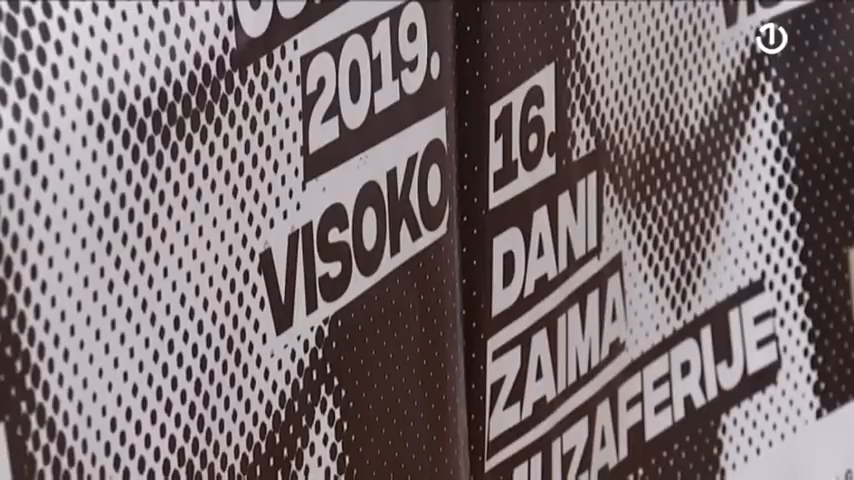 2019.
VISOKO
16.
DANI
ZAIMA
MUZAFERIJE